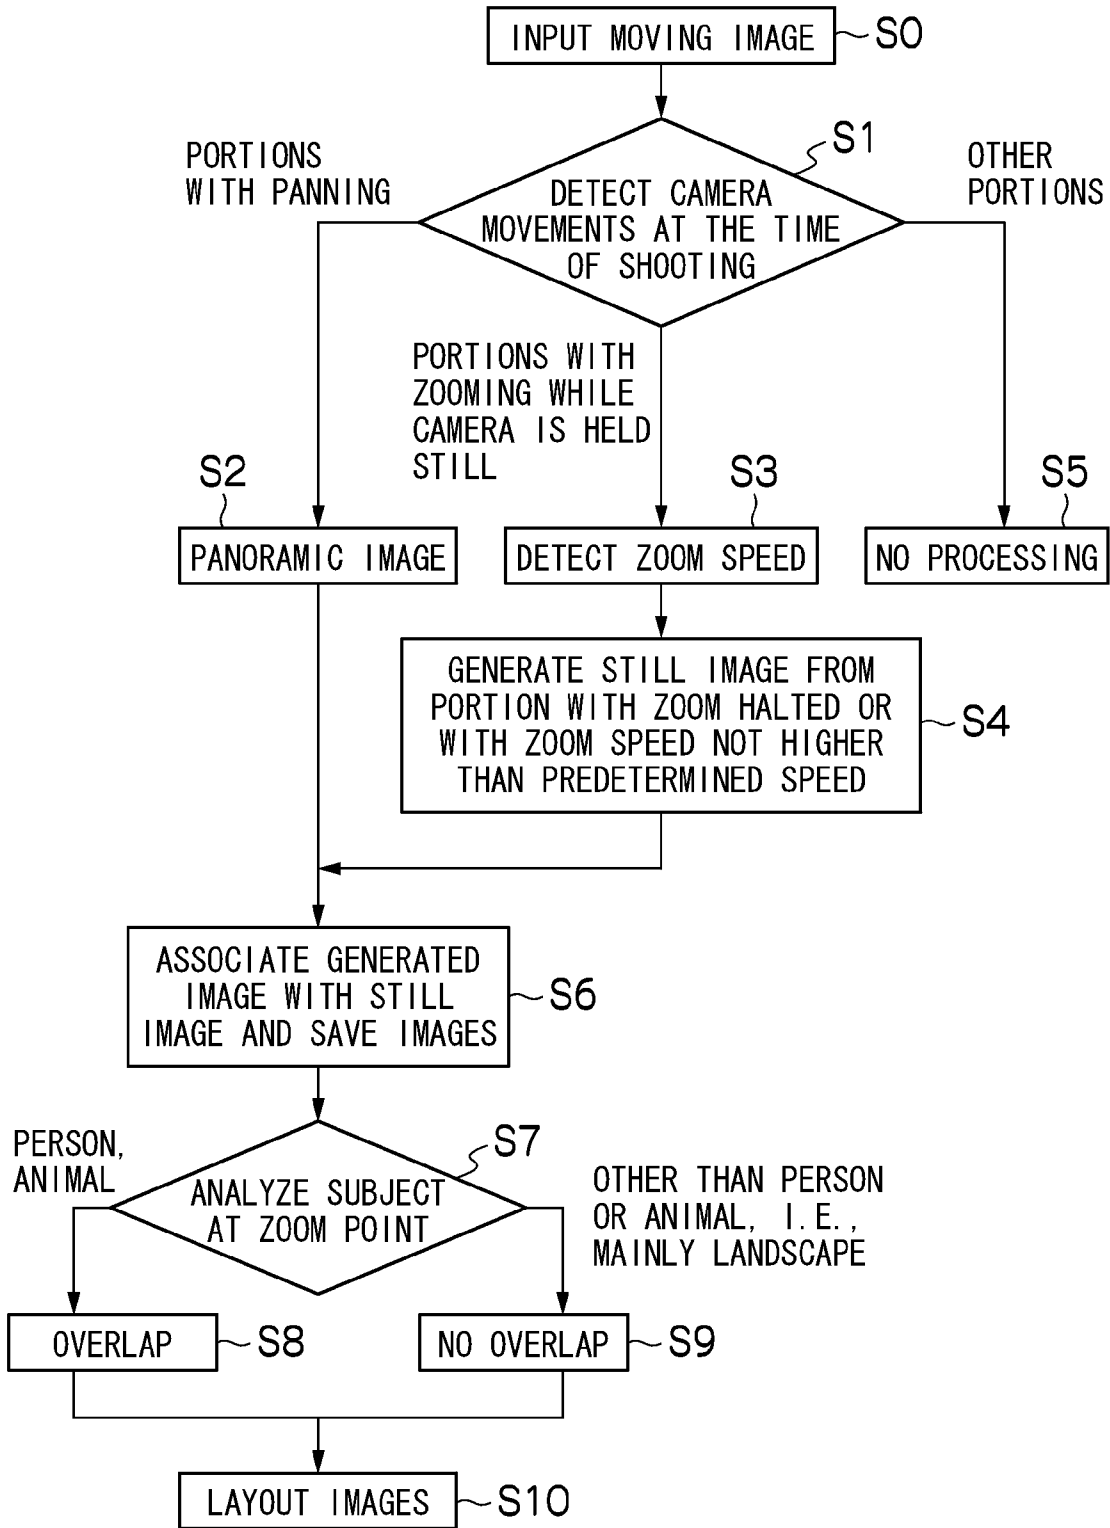 INPUT MOVING IMAGE
S0
S1
PORTIONS
WITH PANNING
OTHER
PORTIONS
DETECT CAMERA
MOVEMENTS AT THE TIME
OF SHOOTING
PORTIONS WITH
ZOOMING WHILE
CAMERA IS HELD
STILL
S2
S3
S5
PANORAMIC IMAGE
DETECT ZOOM SPEED
NO PROCESSING
GENERATE STILL IMAGE FROM
PORTION WITH ZOOM HALTED OR
WITH ZOOM SPEED NOT HIGHER
THAN PREDETERMINED SPEED
S4
ASSOCIATE GENERATED
IMAGE WITH STILL
IMAGE AND SAVE IMAGES
S6
PERSON,
ANIMAL
S7
ANALYZE SUBJECT
AT ZOOM POINT
OTHER THAN PERSON
OR ANIMAL, I.E.,
MAINLY LANDSCAPE
OVERLAP
S8
NO OVERLAP
S9
LAYOUT IMAGES
S10